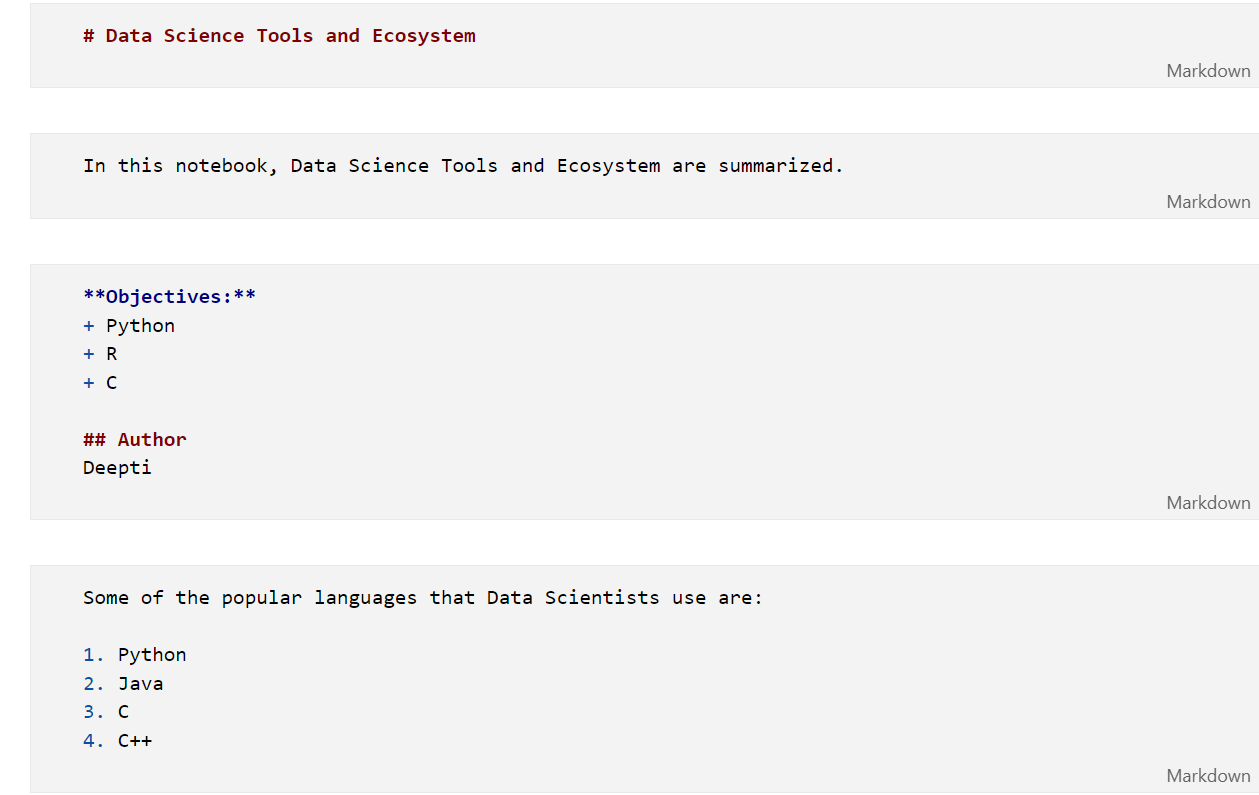 # Data Science Tools and Ecosystem
Markdown
In this notebook, Data Science Tools and Ecosystem are summarized.
Markdown
**Objectives:**
+ Python
+ R
+ C
## Author
Deepti
Markdown
Some of the popular languages that Data Scientists use are:
1. Python
2. Java
3. C
4. C++
Markdown